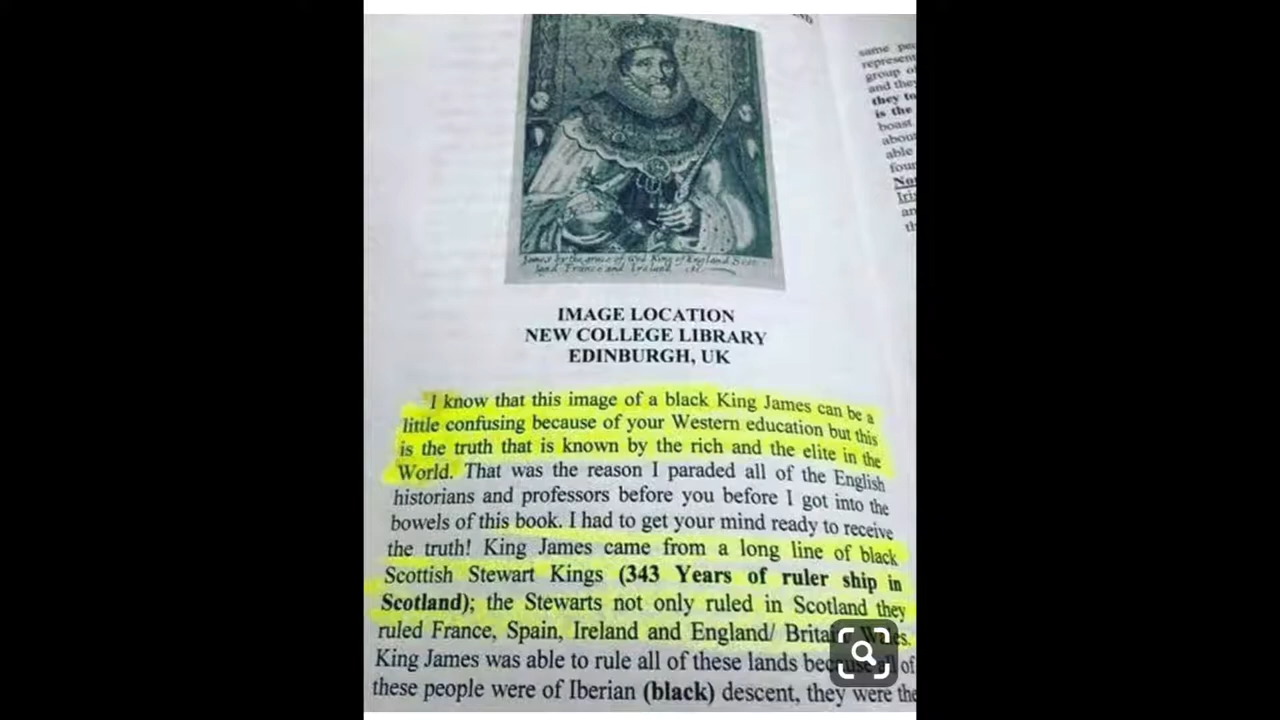 James by the grace of God King of England Scot-
land France and Ireland
IMAGE LOCATION
NEW COLLEGE LIBRARY
EDINBURGH, UK
I know that this image of a black King James can be a
little confusing because of your Western education but this
is the truth that is known by the rich and the elite in the
World. That was the reason I paraded all of the English
historians and professors before you before I got into the
bowels of this book. I had to get your mind ready to receive
the truth! King James came from a long line of black
Scottish Stewart Kings (343 Years of ruler ship in
Scotland); the Stewarts not only ruled in Scotland they
ruled France, Spain, Ireland and England/ Britain Wales.
King James was able to rule all of these lands because all of
these people were of Iberian (black) descent, they were the
same
represent
group
and they
they
is the
boast.
about
able